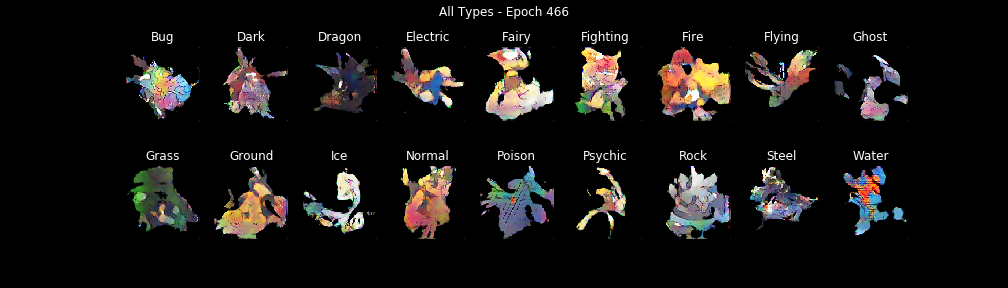 All Types - Epoch 466
Bug Dark Dragon Electric Fairy Fighting Fire Flying Ghost
Grass Ground Ice Normal Poison Psychic Rock Steel Water